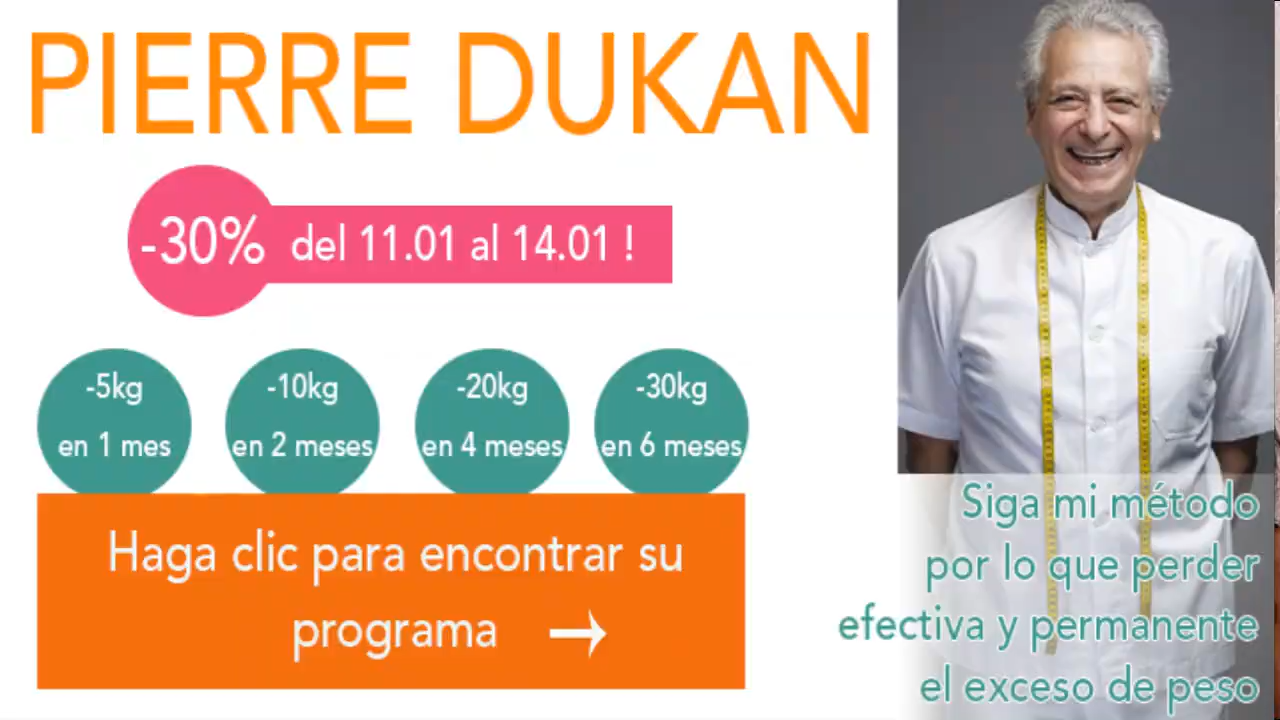 PIERRE DUKAN
-30% del 11.01 al 14.01 !
-5kg
en 1 mes
-10kg
en 2 meses
-20kg
en 4 meses
-30kg
en 6 meses
Haga clic para encontrar su
programa →
Siga mi método
por lo que perder
efectiva y permanente
el exceso de peso